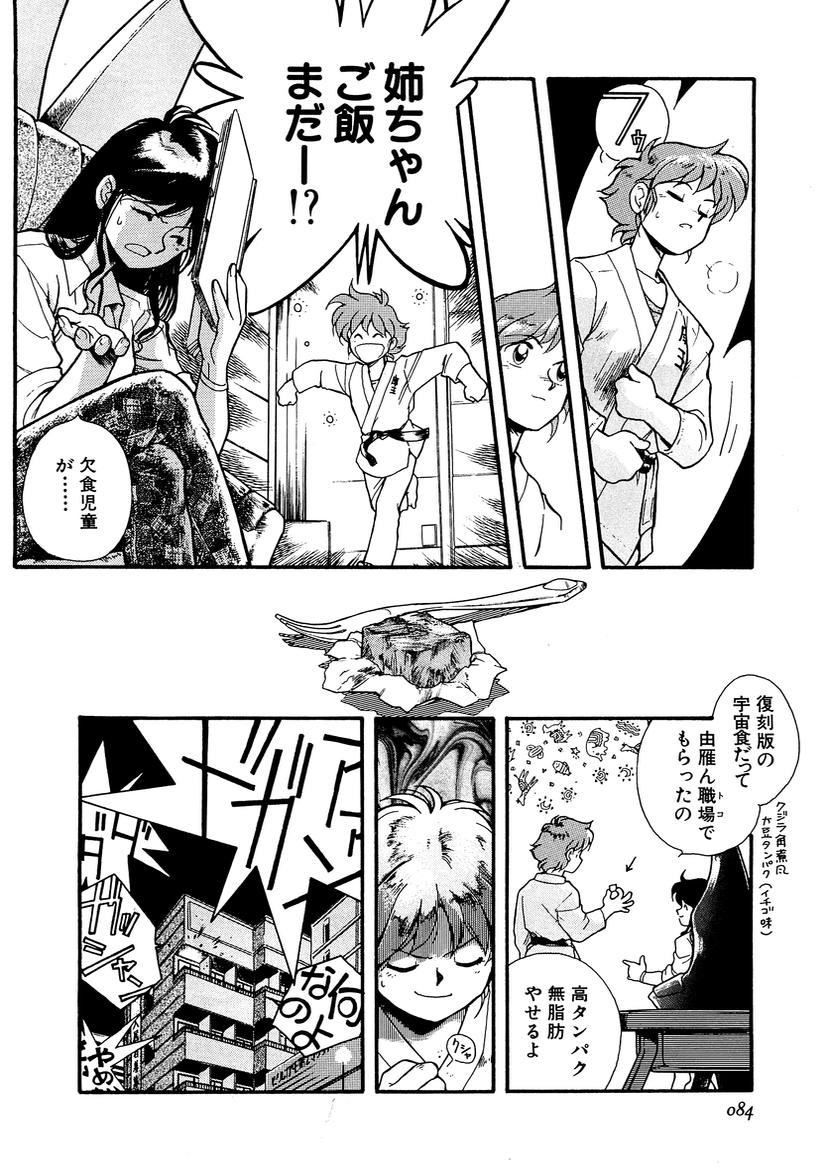 フゥ
姉ちゃん
ご飯
まだー!?
欠食児童
が……
復刻版の
宇宙食だって
由雁ん職場で
トコ
もらったの
クジラ角煮風
大豆タンパク(イチゴ味)
高タンパク
無脂肪
やせるよ
クシャ
ガン
ガシャ
何
なのよ
やめ
084